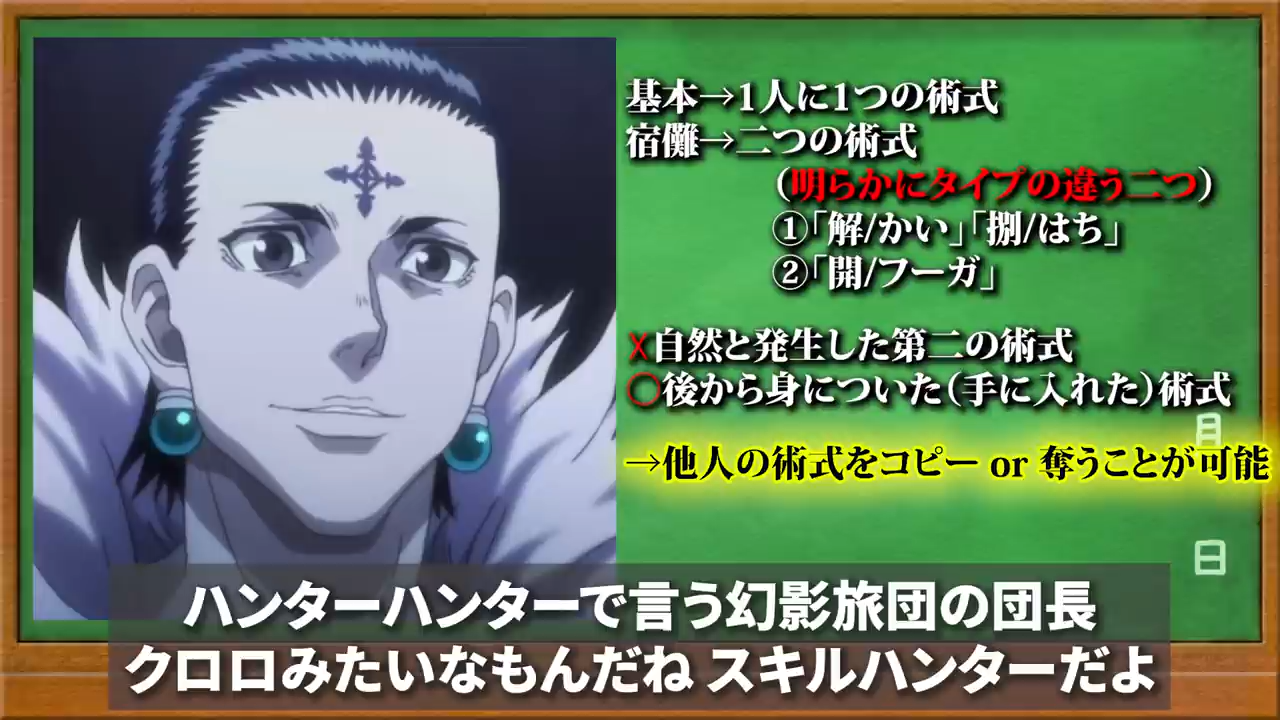 基本→1人に1つの術式
宿儺→二つの術式
（明らかにタイプの違う二つ）
①「解/かい」「捌/はち」
②「開/フーガ」
☓自然と発生した第二の術式
〇後から身についた（手に入れた）術式
→他人の術式をコピー or 奪うことが可能
月
日
ハンターハンターで言う幻影旅団の団長
クロロみたいなもんだね スキルハンターだよ